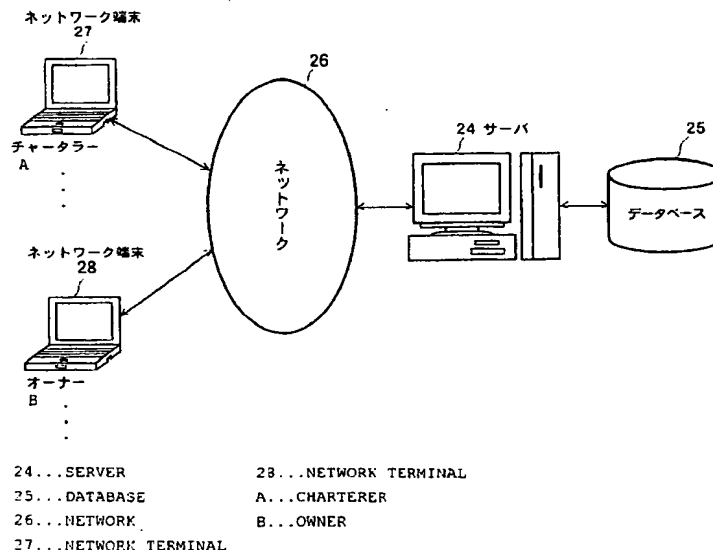 ネットワーク端末
27
チャータラー
A
ネットワーク端末
28
オーナー
B
26
ネットワーク
24 サーバ
25
データベース
24...SERVER
25...DATABASE
26...NETWORK
27...NETWORK TERMINAL
28...NETWORK TERMINAL
A...CHARTERER
B...OWNER